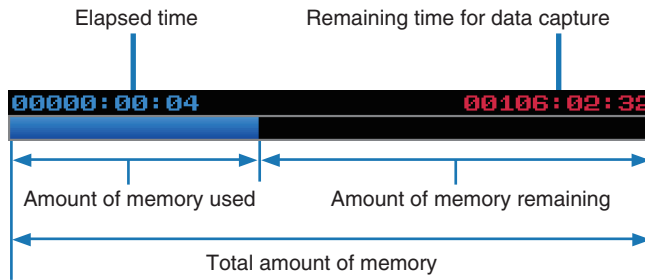 Elapsed time Remaining time for data capture
00000:00:04 00106:02:32
Amount of memory used Amount of memory remaining
Total amount of memory